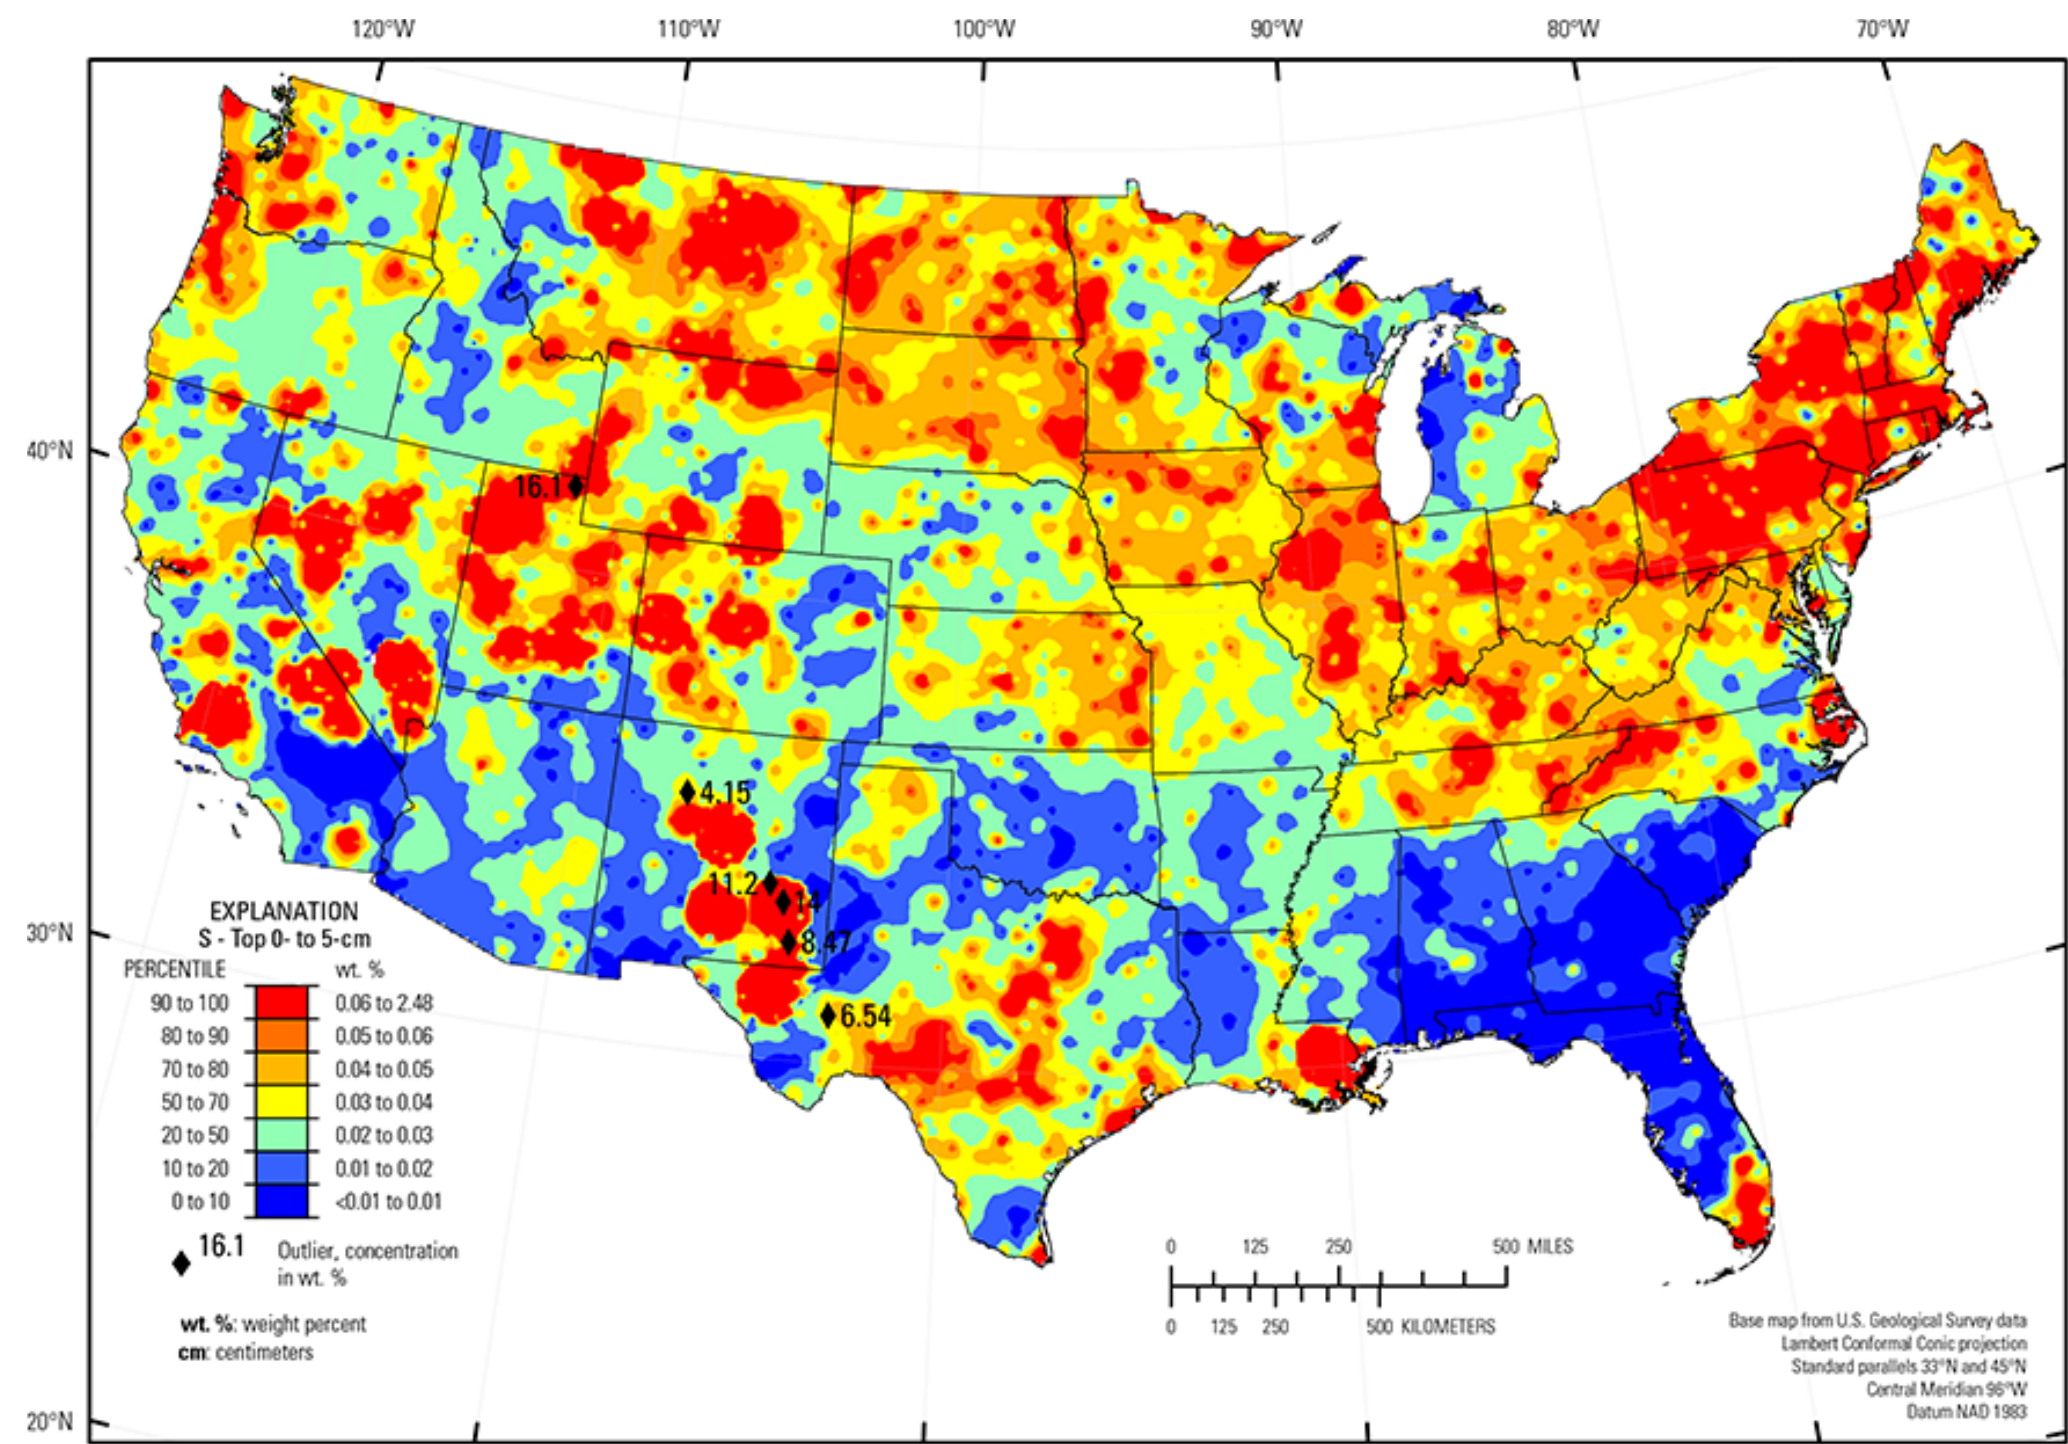 120°W 110°W 100°W 90°W 80°W 70°W
40°N
16.1
4.15
11.2
14
8.47
30°N
6.54
EXPLANATION
S - Top 0- to 5-cm
PERCENTILE wt. %
90 to 100 0.06 to 2.48
80 to 90 0.05 to 0.06
70 to 80 0.04 to 0.05
50 to 70 0.03 to 0.04
20 to 50 0.02 to 0.03
10 to 20 0.01 to 0.02
0 to 10 <0.01 to 0.01
16.1 Outlier, concentration
in wt. %
wt. %: weight percent
cm: centimeters
20°N
0 125 250 500 MILES
0 125 250 500 KILOMETERS
Base map from U.S. Geological Survey data
Lambert Conformal Conic projection
Standard parallels 33°N and 45°N
Central Meridian 96°W
Datum NAD 1983